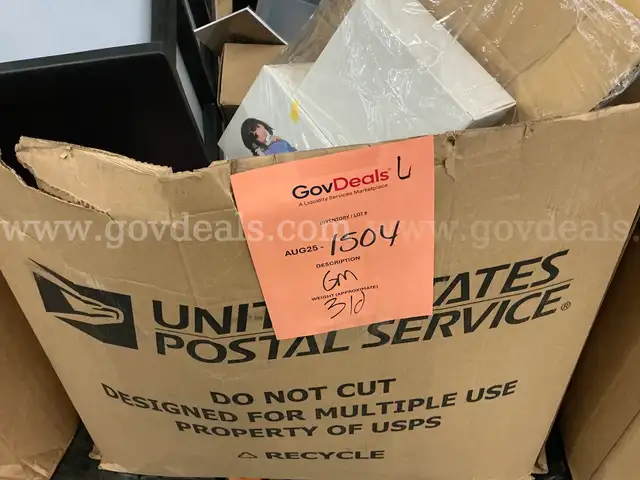 GovDeals L
A Liquidity Services Marketplace
INVENTORY / LOT #
AUG25 - 1504
DESCRIPTION
GM
WEIGHT (APPROXIMATE)
31d
www.govdeals.com
www.govdeals.com
UNITED STATES
POSTAL SERVICE®
DO NOT CUT
DESIGNED FOR MULTIPLE USE
PROPERTY OF USPS
RECYCLE